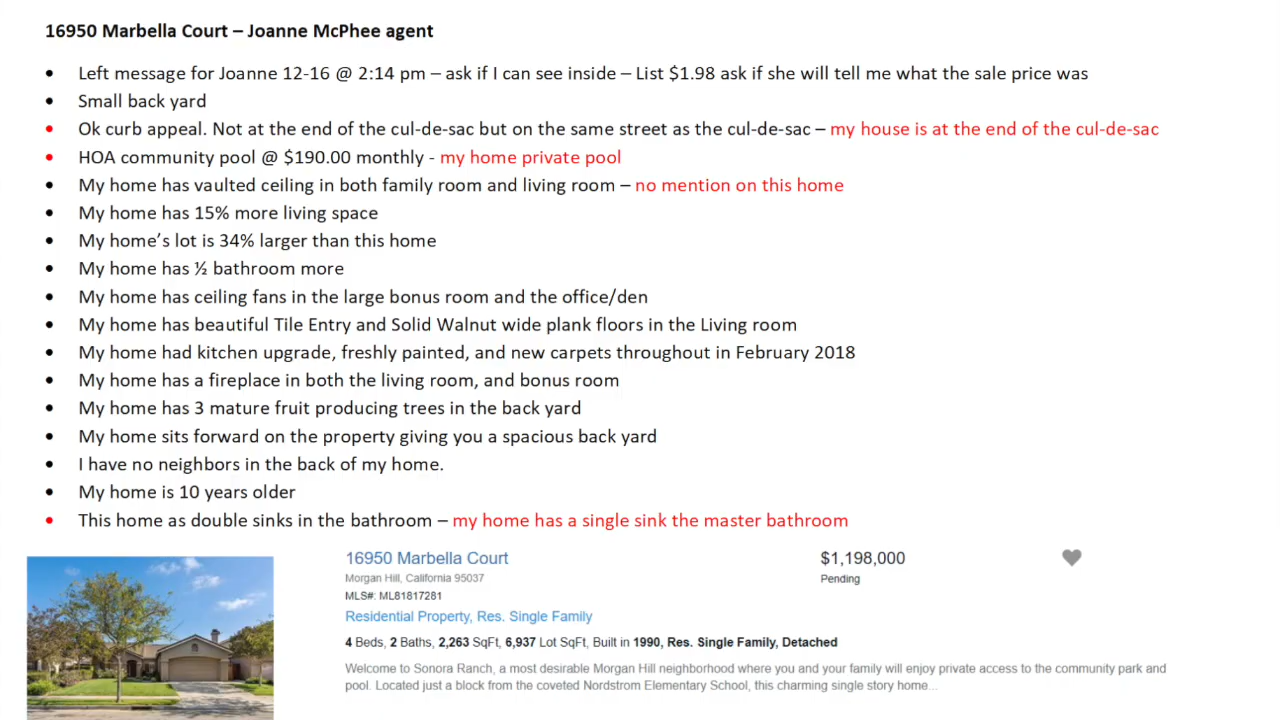 16950 Marbella Court – Joanne McPhee agent
• Left message for Joanne 12-16 @ 2:14 pm – ask if I can see inside – List $1.98 ask if she will tell me what the sale price was
• Small back yard
• Ok curb appeal. Not at the end of the cul-de-sac but on the same street as the cul-de-sac – my house is at the end of the cul-de-sac
• HOA community pool @ $190.00 monthly - my home private pool
• My home has vaulted ceiling in both family room and living room – no mention on this home
• My home has 15% more living space
• My home’s lot is 34% larger than this home
• My home has ½ bathroom more
• My home has ceiling fans in the large bonus room and the office/den
• My home has beautiful Tile Entry and Solid Walnut wide plank floors in the Living room
• My home had kitchen upgrade, freshly painted, and new carpets throughout in February 2018
• My home has a fireplace in both the living room, and bonus room
• My home has 3 mature fruit producing trees in the back yard
• My home sits forward on the property giving you a spacious back yard
• I have no neighbors in the back of my home.
• My home is 10 years older
• This home as double sinks in the bathroom – my home has a single sink the master bathroom
16950 Marbella Court $1,198,000
Morgan Hill, California 95037 Pending
MLS#: ML81817281
Residential Property, Res. Single Family
4 Beds, 2 Baths, 2,263 SqFt, 6,937 Lot SqFt, Built in 1990, Res. Single Family, Detached
Welcome to Sonora Ranch, a most desirable Morgan Hill neighborhood where you and your family will enjoy private access to the community park and
pool. Located just a block from the coveted Nordstrom Elementary School, this charming single story home...